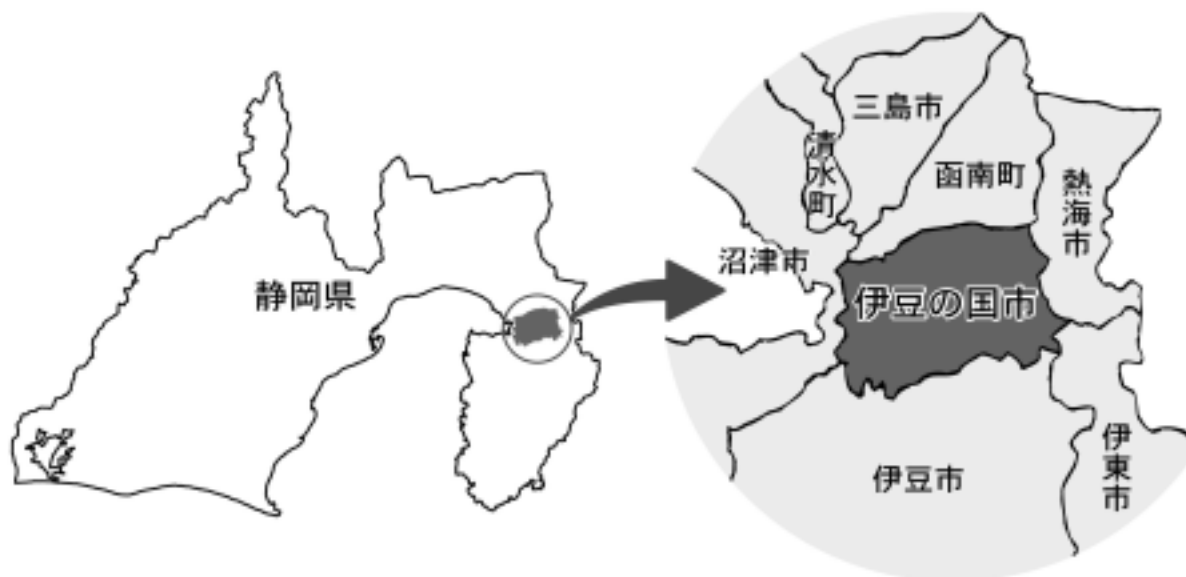 静岡県
三島市
清水町
函南町
熱海市
沼津市
伊豆の国市
伊豆市
伊東市